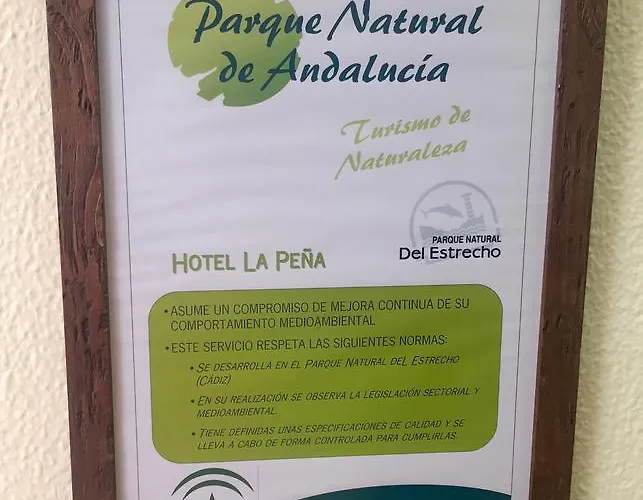 Parque Natural
de Andalucía
Turismo de
Naturaleza
PARQUE NATURAL
Del Estrecho
HOTEL LA PEÑA
• ASUME UN COMPROMISO DE MEJORA CONTINUA DE SU
COMPORTAMIENTO MEDIOAMBIENTAL
• ESTE SERVICIO RESPETA LAS SIGUIENTES NORMAS:
• SE DESARROLLA EN EL PARQUE NATURAL DEL ESTRECHO
(CÁDIZ)
• EN SU REALIZACIÓN SE OBSERVA LA LEGISLACIÓN SECTORIAL Y
MEDIOAMBIENTAL.
• TIENE DEFINIDAS UNAS ESPECIFICACIONES DE CALIDAD Y SE
LLEVA A CABO DE FORMA CONTROLADA PARA CUMPLIRLAS.